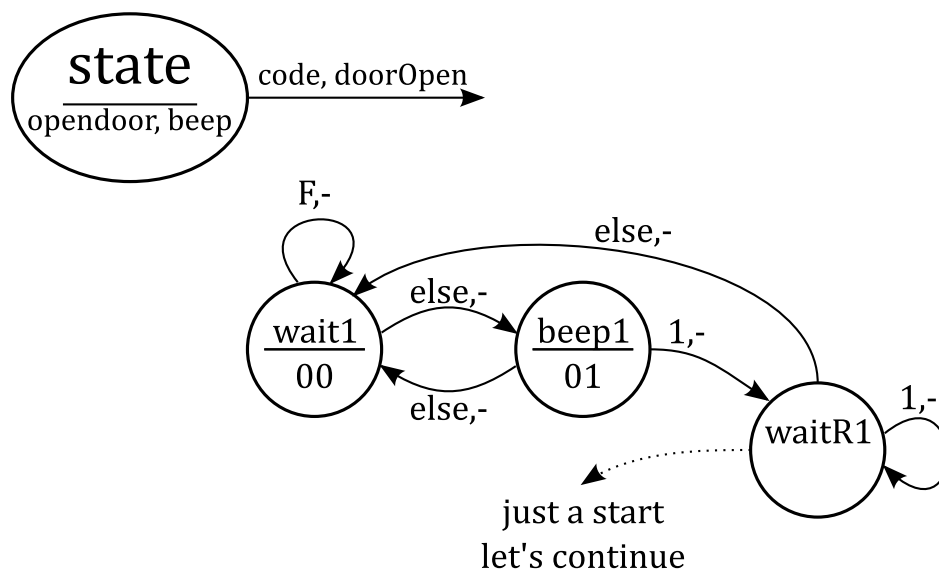 state
opendoor, beep
code, doorOpen
F,-
else,-
else,-
wait1
00
beep1
01
1,-
else,-
waitR1
1,-
just a start
let's continue